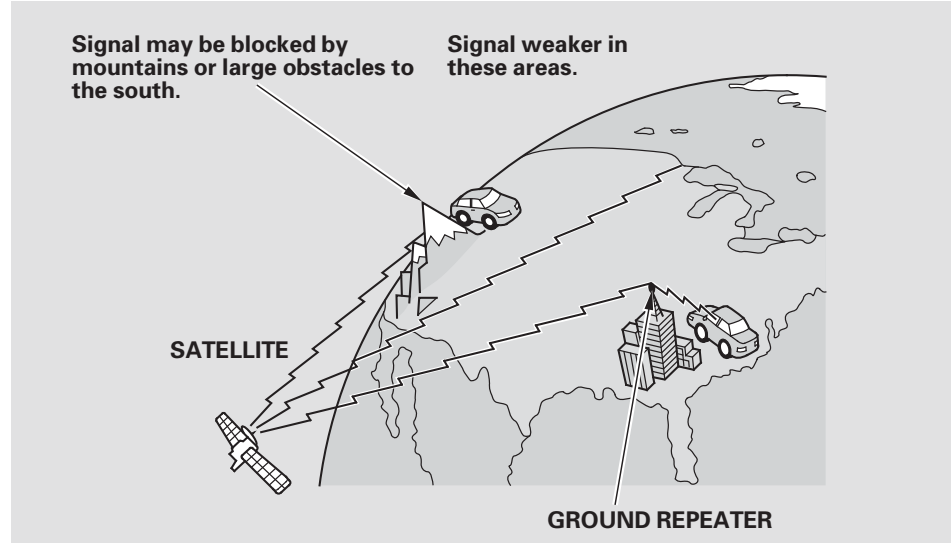 Signal may be blocked by
mountains or large obstacles to
the south.
Signal weaker in
these areas.
SATELLITE
GROUND REPEATER